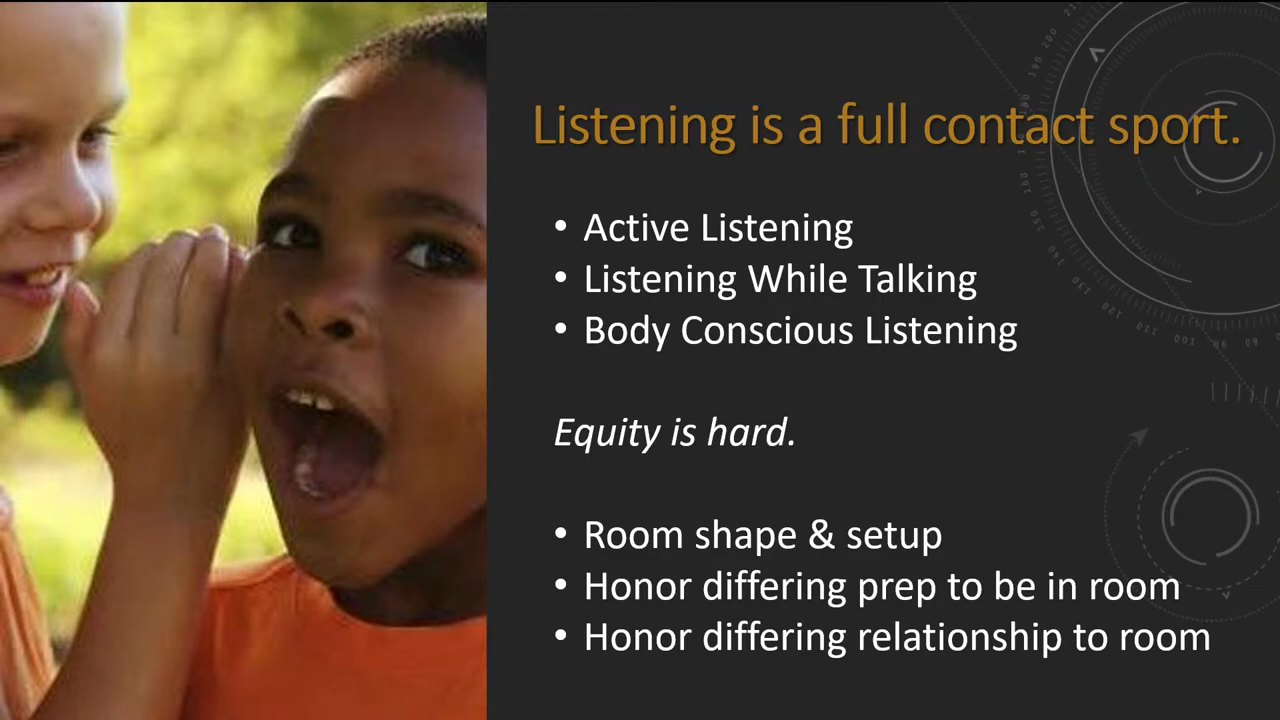 Listening is a full contact sport.
• Active Listening
• Listening While Talking
• Body Conscious Listening
Equity is hard.
• Room shape & setup
• Honor differing prep to be in room
• Honor differing relationship to room